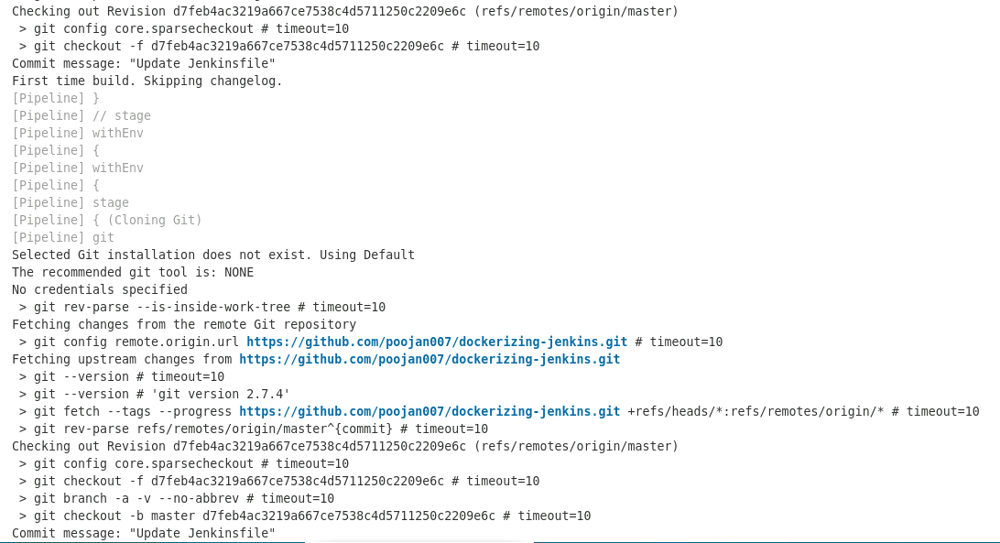 Checking out Revision d7feb4ac3219a667ce7538c4d5711250c2209e6c (refs/remotes/origin/master)
> git config core.sparsecheckout # timeout=10
> git checkout -f d7feb4ac3219a667ce7538c4d5711250c2209e6c # timeout=10
Commit message: "Update Jenkinsfile"
First time build. Skipping changelog.
[Pipeline] }
[Pipeline] // stage
[Pipeline] withEnv
[Pipeline] {
[Pipeline] withEnv
[Pipeline] {
[Pipeline] stage
[Pipeline] { (Cloning Git)
[Pipeline] git
Selected Git installation does not exist. Using Default
The recommended git tool is: NONE
No credentials specified
> git rev-parse --is-inside-work-tree # timeout=10
Fetching changes from the remote Git repository
> git config remote.origin.url https://github.com/poojan007/dockerizing-jenkins.git # timeout=10
Fetching upstream changes from https://github.com/poojan007/dockerizing-jenkins.git
> git --version # timeout=10
> git --version # 'git version 2.7.4'
> git fetch --tags --progress https://github.com/poojan007/dockerizing-jenkins.git +refs/heads/*:refs/remotes/origin/* # timeout=10
> git rev-parse refs/remotes/origin/master^{commit} # timeout=10
Checking out Revision d7feb4ac3219a667ce7538c4d5711250c2209e6c (refs/remotes/origin/master)
> git config core.sparsecheckout # timeout=10
> git checkout -f d7feb4ac3219a667ce7538c4d5711250c2209e6c # timeout=10
> git branch -a -v --no-abbrev # timeout=10
> git checkout -b master d7feb4ac3219a667ce7538c4d5711250c2209e6c # timeout=10
Commit message: "Update Jenkinsfile"